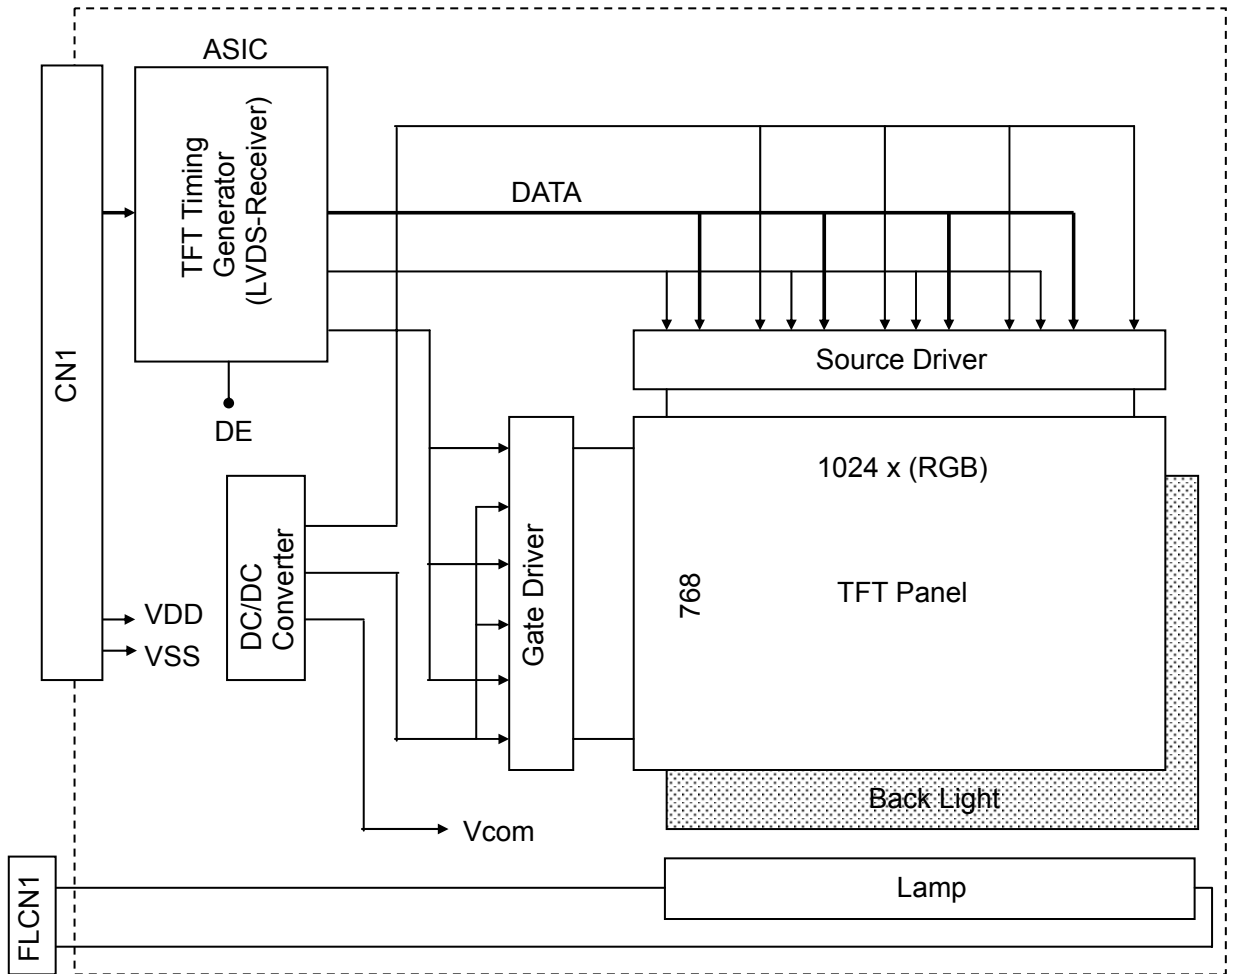 ASIC
TFT Timing
Generator
(LVDS-Receiver)
DATA
CN1
Source Driver
DE
1024 x (RGB)
DC/DC
Converter
Gate Driver
768
TFT Panel
VDD
VSS
Back Light
Vcom
FLCN1
Lamp